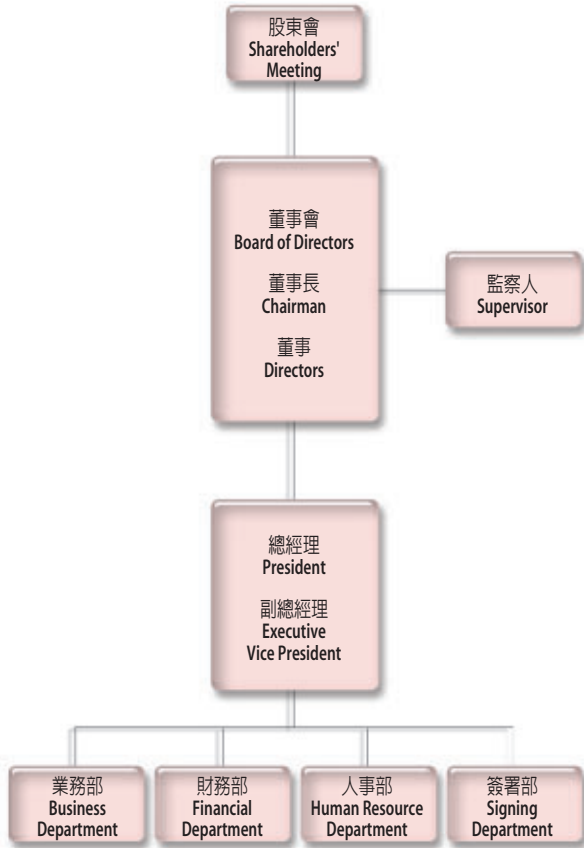 股東會
Shareholders'
Meeting
董事會
Board of Directors
董事長
Chairman
董事
Directors
監察人
Supervisor
總經理
President
副總經理
Executive
Vice President
業務部
Business
Department
財務部
Financial
Department
人事部
Human Resource
Department
簽署部
Signing
Department